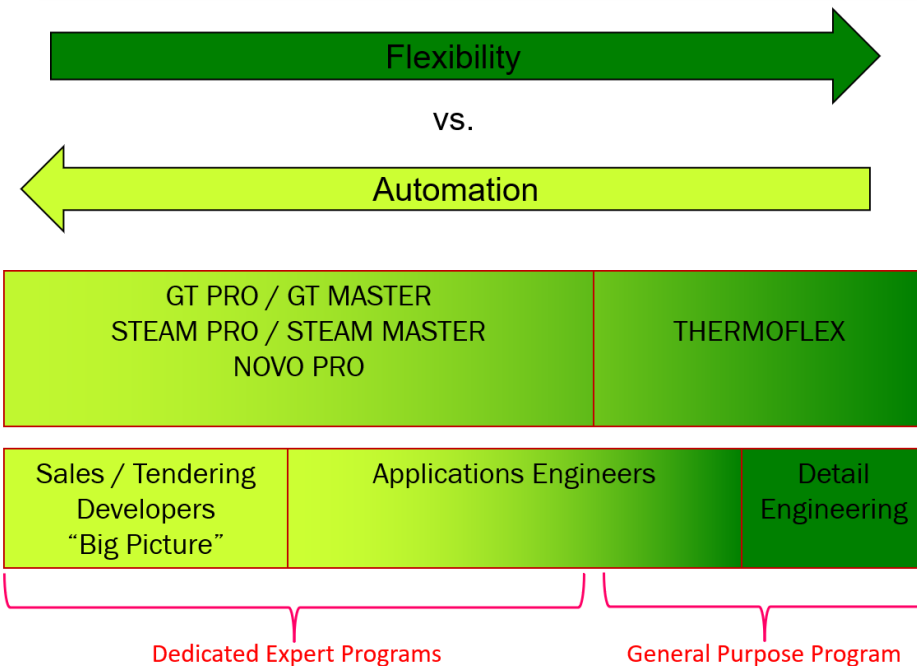 Flexibility
vs.
Automation
GT PRO / GT MASTER
STEAM PRO / STEAM MASTER
NOVO PRO
THERMOFLEX
Sales / Tendering
Developers
“Big Picture”
Applications Engineers
Detail
Engineering
Dedicated Expert Programs
General Purpose Program